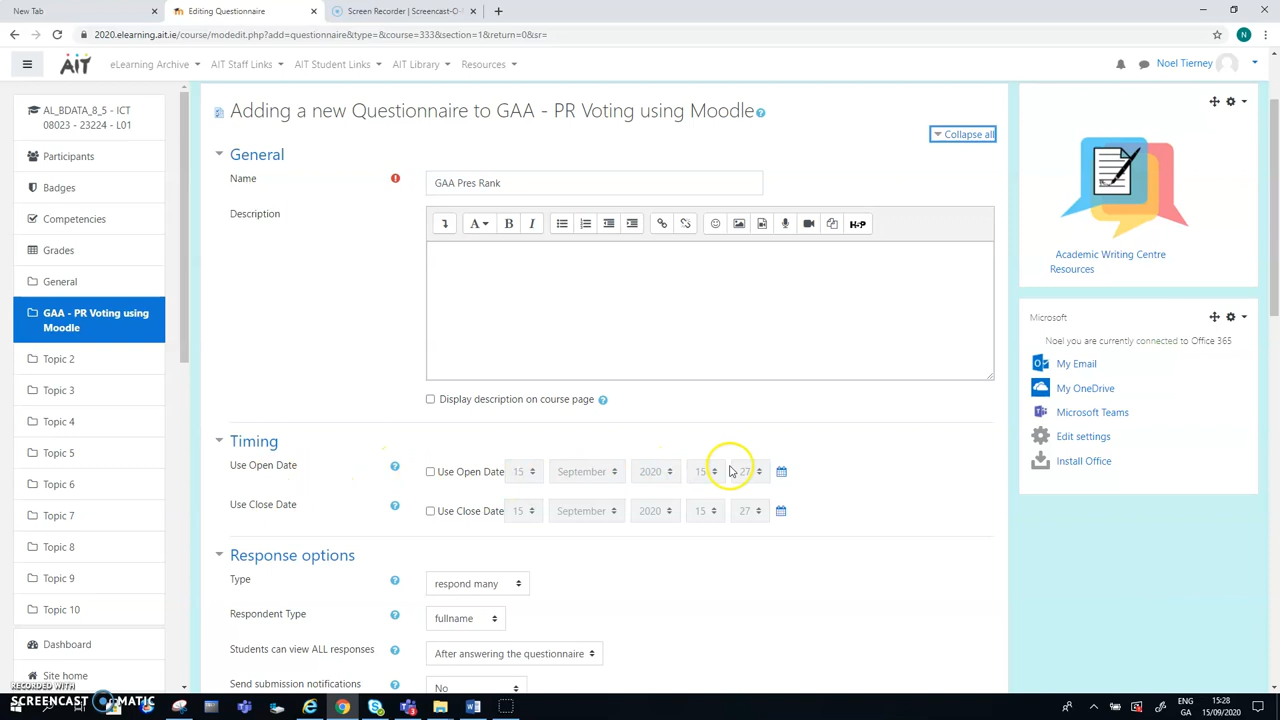 New Tab
Editing Questionnaire
Screen Recorder | Screencast-O-
2020.elearning.ait.ie/course/modedit.php?add=questionnaire&type=&course=333&section=1&return=0&sr=
N
AIT
eLearning Archive
AIT Staff Links
AIT Student Links
AIT Library
Resources
Noel Tierney
AL_BDATA_8_5 - ICT
08023 - 23224 - L01
Participants
Badges
Competencies
Grades
General
GAA - PR Voting using
Moodle
Topic 2
Topic 3
Topic 4
Topic 5
Topic 6
Topic 7
Topic 8
Topic 9
Topic 10
Dashboard
Site home
Adding a new Questionnaire to GAA - PR Voting using Moodle
Collapse all
General
Name
GAA Pres Rank
Description
A
B
I
H-P
Display description on course page
Timing
Use Open Date
Use Open Date 15 September 2020 15 27
Use Close Date
Use Close Date 15 September 2020 15 27
Response options
Type
respond many
Respondent Type
fullname
Students can view ALL responses
After answering the questionnaire
Send submission notifications
No
Academic Writing Centre
Resources
Microsoft
Noel you are currently connected to Office 365
My Email
My OneDrive
Microsoft Teams
Edit settings
Install Office
RECORDED WITH
SCREENCAST MATIC
ENG
GA
15:28
15/09/2020